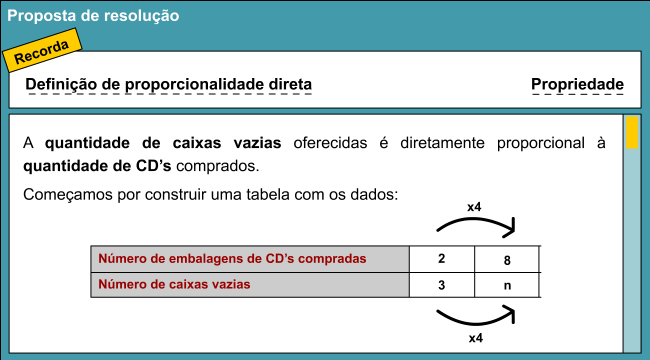 Proposta de resolução
Recorda
Definição de proporcionalidade direta Propriedade
A quantidade de caixas vazias oferecidas é diretamente proporcional à
quantidade de CD’s comprados.
Começamos por construir uma tabela com os dados:
x4
Número de embalagens de CD’s compradas 2 8
Número de caixas vazias 3 n
x4